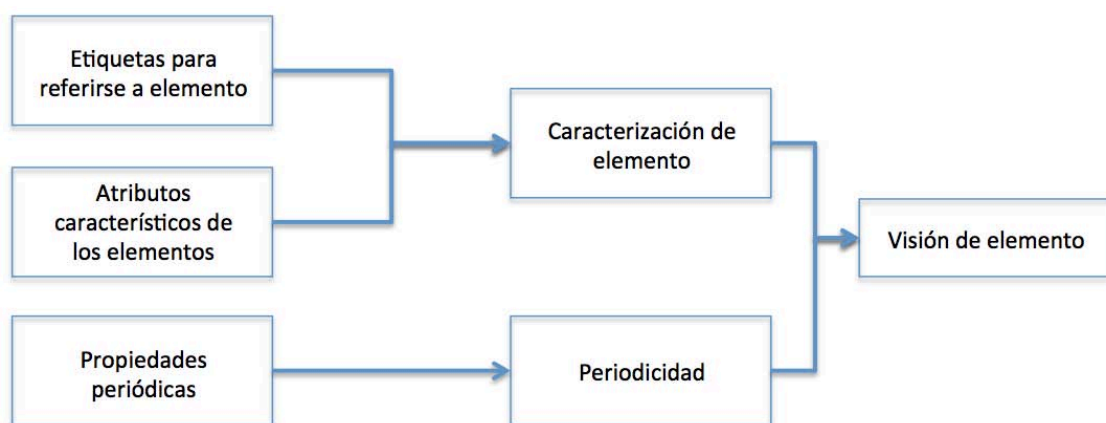 Etiquetas para
referirse a elemento
Atributos
característicos de
los elementos
Propiedades
periódicas
Caracterización de
elemento
Periodicidad
Visión de elemento